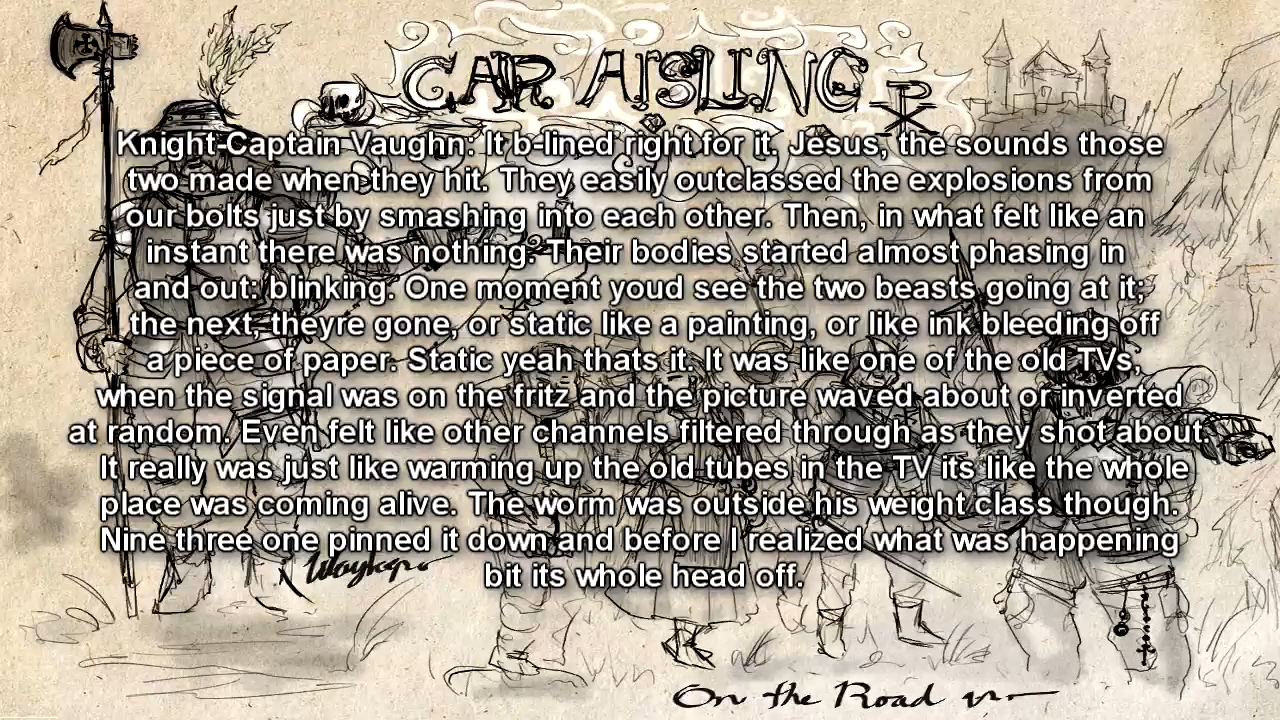 CAR AISLING
Knight-Captain Vaughn: It b-lined right for it. Jesus, the sounds those
two made when they hit. They easily outclassed the explosions from
our bolts just by smashing into each other. Then, in what felt like an
instant there was nothing. Their bodies started almost phasing in
and out: blinking. One moment youd see the two beasts going at it;
the next, theyre gone, or static like a painting, or like ink bleeding off
a piece of paper. Static yeah thats it. It was like one of the old TVs,
when the signal was on the fritz and the picture waved about or inverted
at random. Even felt like other channels filtered through as they shot about.
It really was just like warming up the old tubes in the TV its like the whole
place was coming alive. The worm was outside his weight class though.
Nine three one pinned it down and before I realized what was happening
bit its whole head off.
On the Road